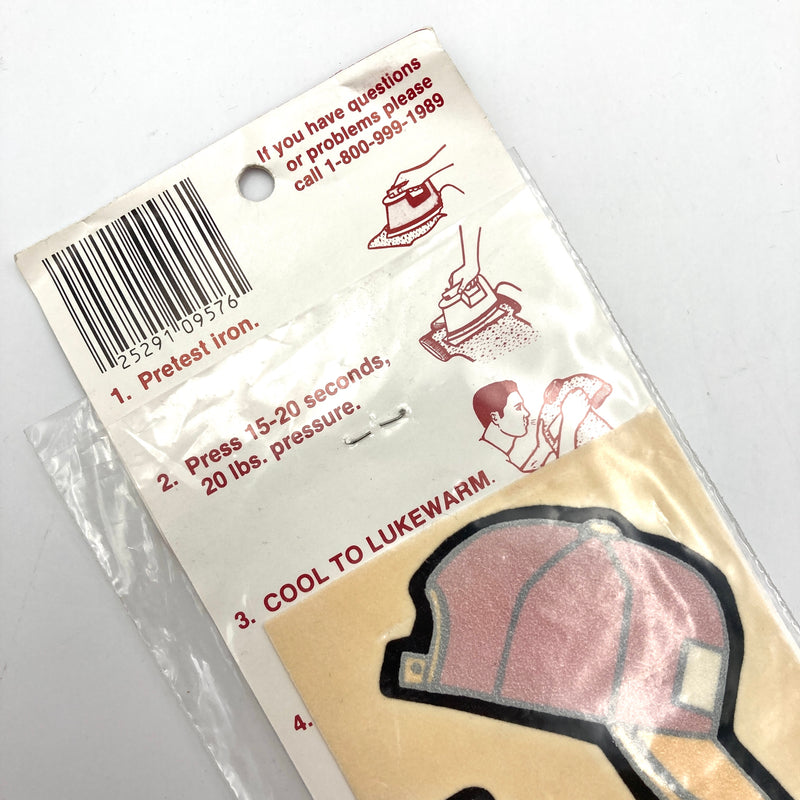 If you have questions
or problems please
call 1-800-999-1989
25291 09576
1. Pretest iron.
2. Press 15-20 seconds,
20 lbs. pressure.
3. COOL TO LUKEWARM.
4.